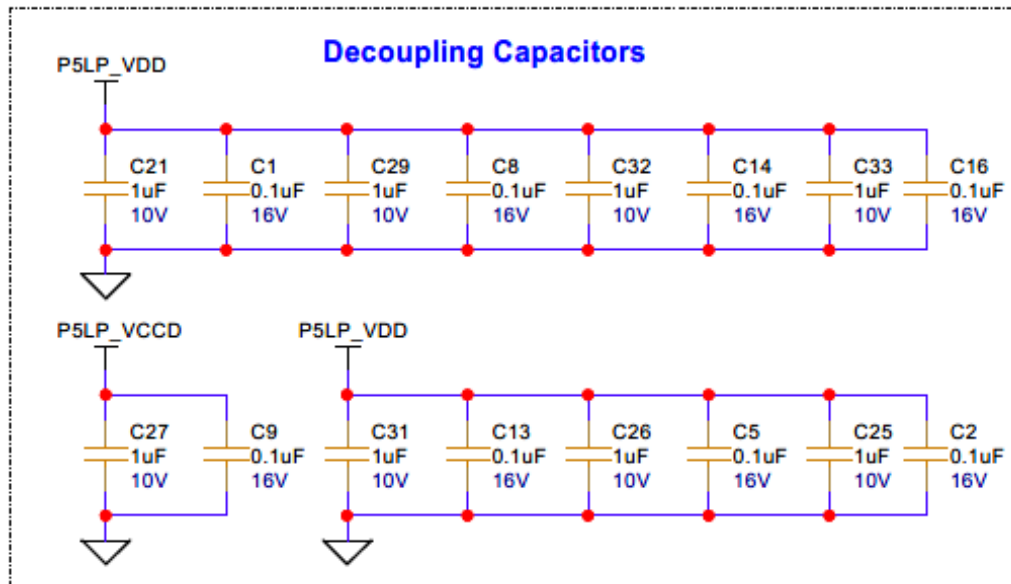 Decoupling Capacitors
P5LP_VDD
C21
1uF
10V
C1
0.1uF
16V
C29
1uF
10V
C8
0.1uF
16V
C32
1uF
10V
C14
0.1uF
16V
C33
1uF
10V
C16
0.1uF
16V
P5LP_VCCD
C27
1uF
10V
C9
0.1uF
16V
P5LP_VDD
C31
1uF
10V
C13
0.1uF
16V
C26
1uF
10V
C5
0.1uF
16V
C25
1uF
10V
C2
0.1uF
16V